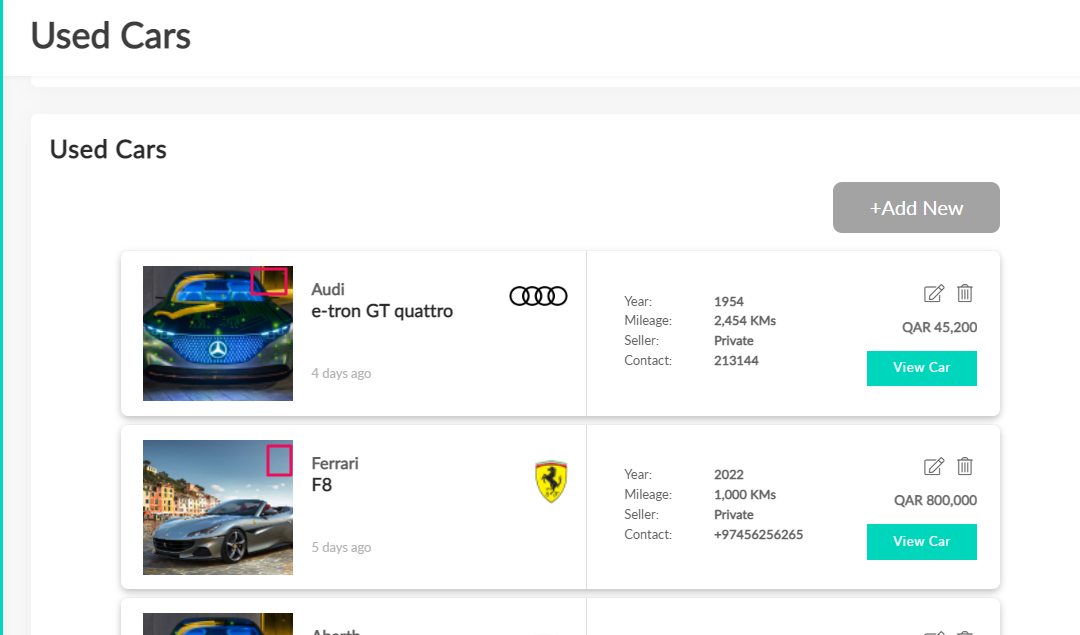 Used Cars
Used Cars
+Add New
Audi
e-tron GT quattro
4 days ago
Year: 1954
Mileage: 2,454 KMs
Seller: Private
Contact: 213144
QAR 45,200
View Car
Ferrari
F8
5 days ago
Year: 2022
Mileage: 1,000 KMs
Seller: Private
Contact: +97456256265
QAR 800,000
View Car
Abarth